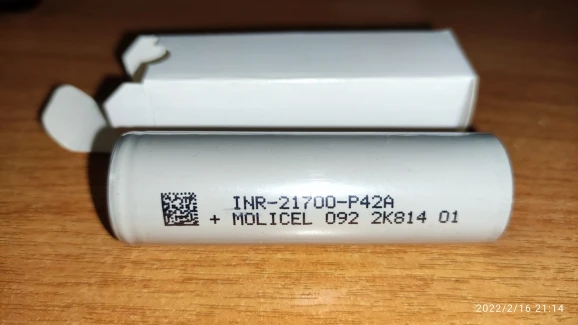 INR-21700-P42A
+ MOLICEL 092 2K814 01
2022/2/16 21:14